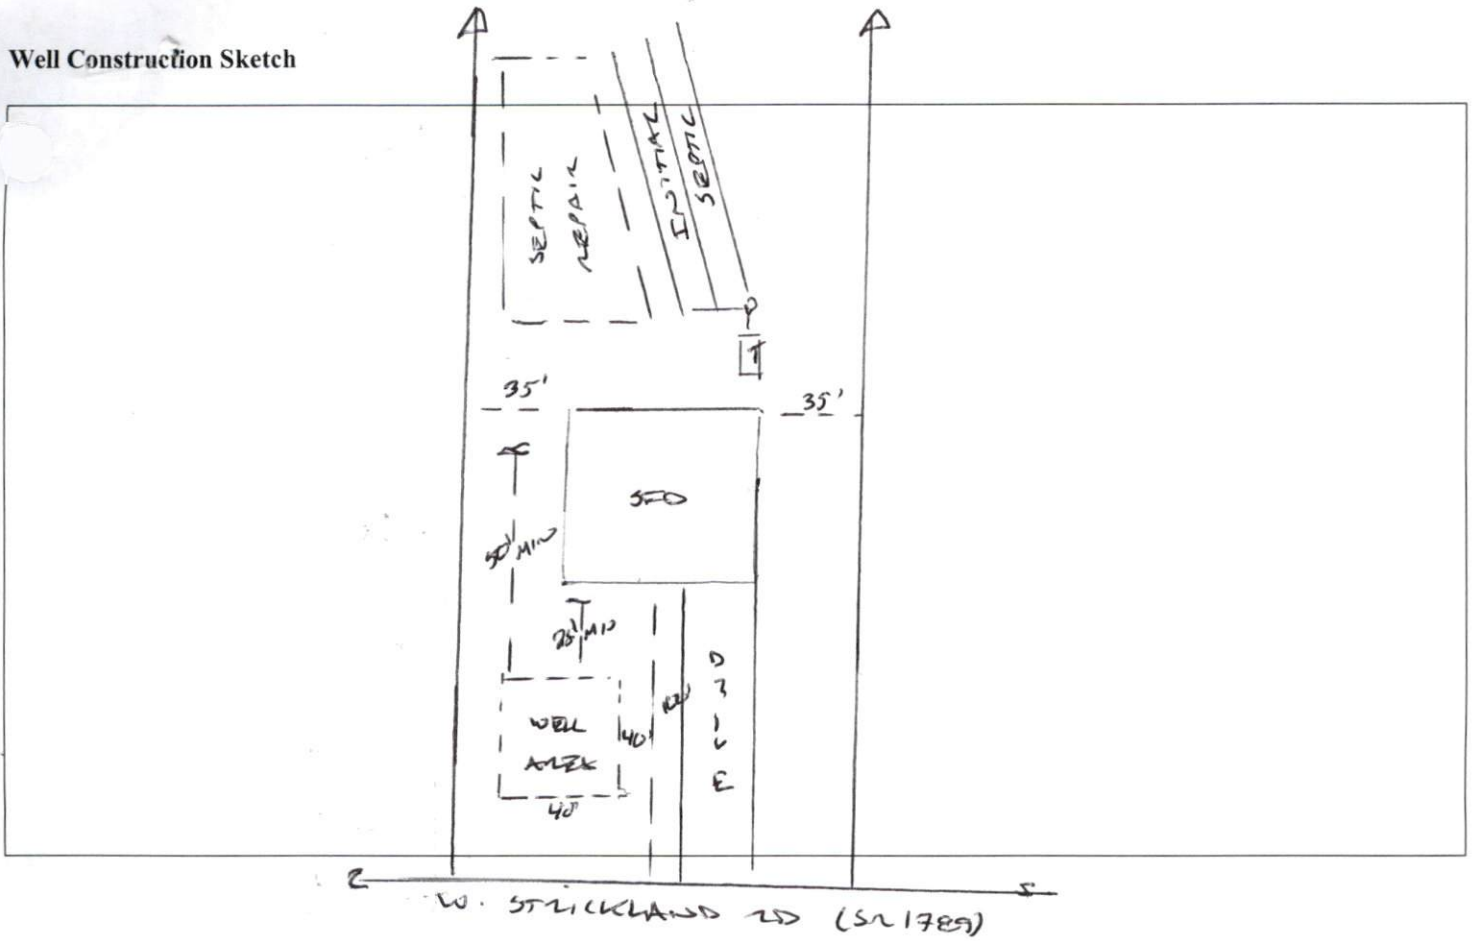 Well Construction Sketch
INITIAL
SEPTIC
SEPTIC
REPAIR
T
35'
35'
SFD
50' MIN
25' MIN
DRIVE
WELL
AREA
40'
40'
W. STRICKLAND RD (SR 1789)